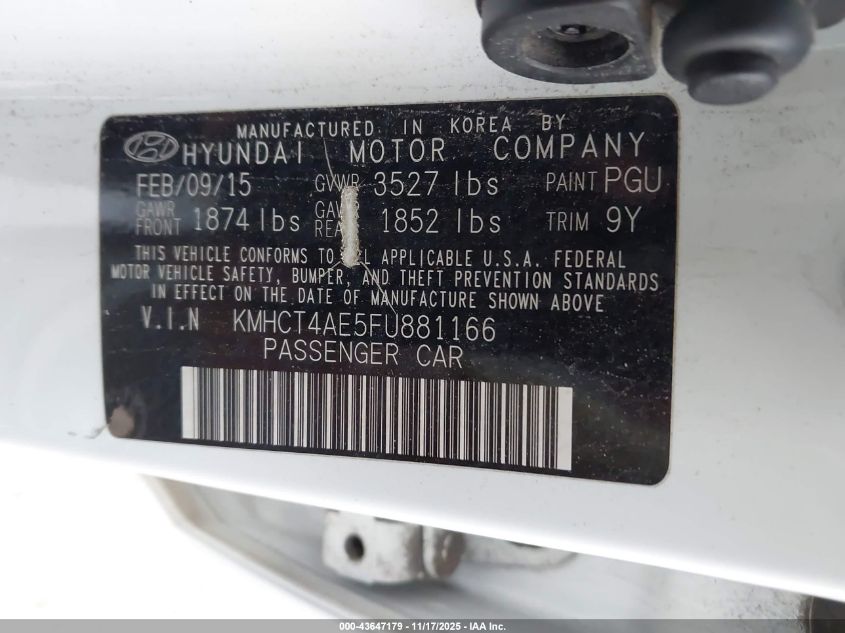 MANUFACTURED IN KOREA BY
HYUNDAI MOTOR COMPANY
FEB/09/15 GVWR 3527 lbs PAINT PGU
GAWR FRONT 1874 lbs GAWR REAR 1852 lbs TRIM 9Y
THIS VEHICLE CONFORMS TO ALL APPLICABLE U.S.A. FEDERAL
MOTOR VEHICLE SAFETY, BUMPER, AND THEFT PREVENTION STANDARDS
IN EFFECT ON THE DATE OF MANUFACTURE SHOWN ABOVE
V.I.N KMHCT4AE5FU881166
PASSENGER CAR
000-43647179 - 11/17/2025 - IAA Inc.